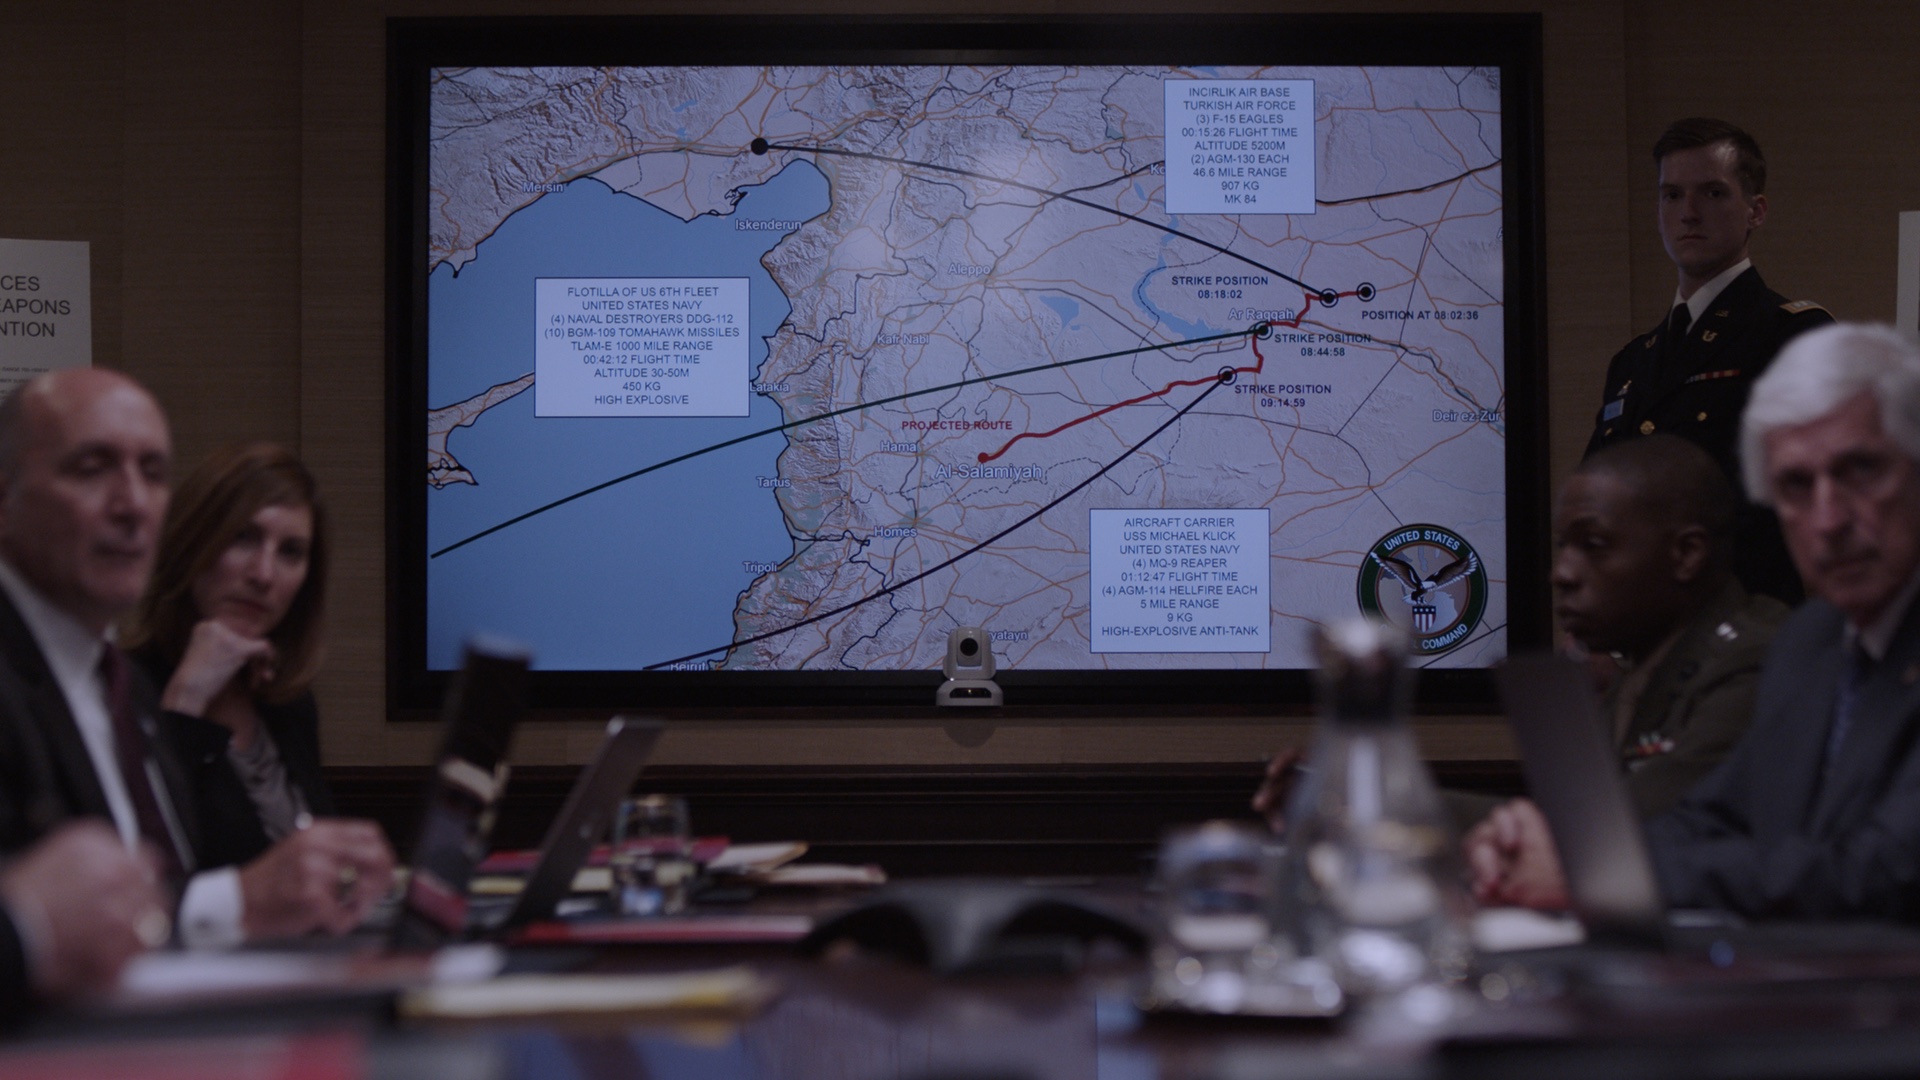 CES
EAPONS
NTION
INCIRLIK AIR BASE
TURKISH AIR FORCE
(3) F-15 EAGLES
00:15:26 FLIGHT TIME
ALTITUDE 5200M
(2) AGM-130 EACH
46.6 MILE RANGE
907 KG
MK 84
Mersin
Iskenderun
Aleppo
FLOTILLA OF US 6TH FLEET
UNITED STATES NAVY
(4) NAVAL DESTROYERS DDG-112
(10) BGM-109 TOMAHAWK MISSILES
TLAM-E 1000 MILE RANGE
00:42:12 FLIGHT TIME
ALTITUDE 30-50M
450 KG
HIGH EXPLOSIVE
STRIKE POSITION
08:18:02
Ar Raqqah
POSITION AT 08:02:36
STRIKE POSITION
08:44:58
Kafr Nabl
Latakia
STRIKE POSITION
09:14:59
Deir ez-Zur
PROJECTED ROUTE
Hamah
Al-Salamiyah
Tartus
Homes
Tripoli
Beirut
yatayn
AIRCRAFT CARRIER
USS MICHAEL KLICK
UNITED STATES NAVY
(4) MQ-9 REAPER
01:12:47 FLIGHT TIME
(4) AGM-114 HELLFIRE EACH
5 MILE RANGE
9 KG
HIGH-EXPLOSIVE ANTI-TANK
UNITED STATES
COMMAND